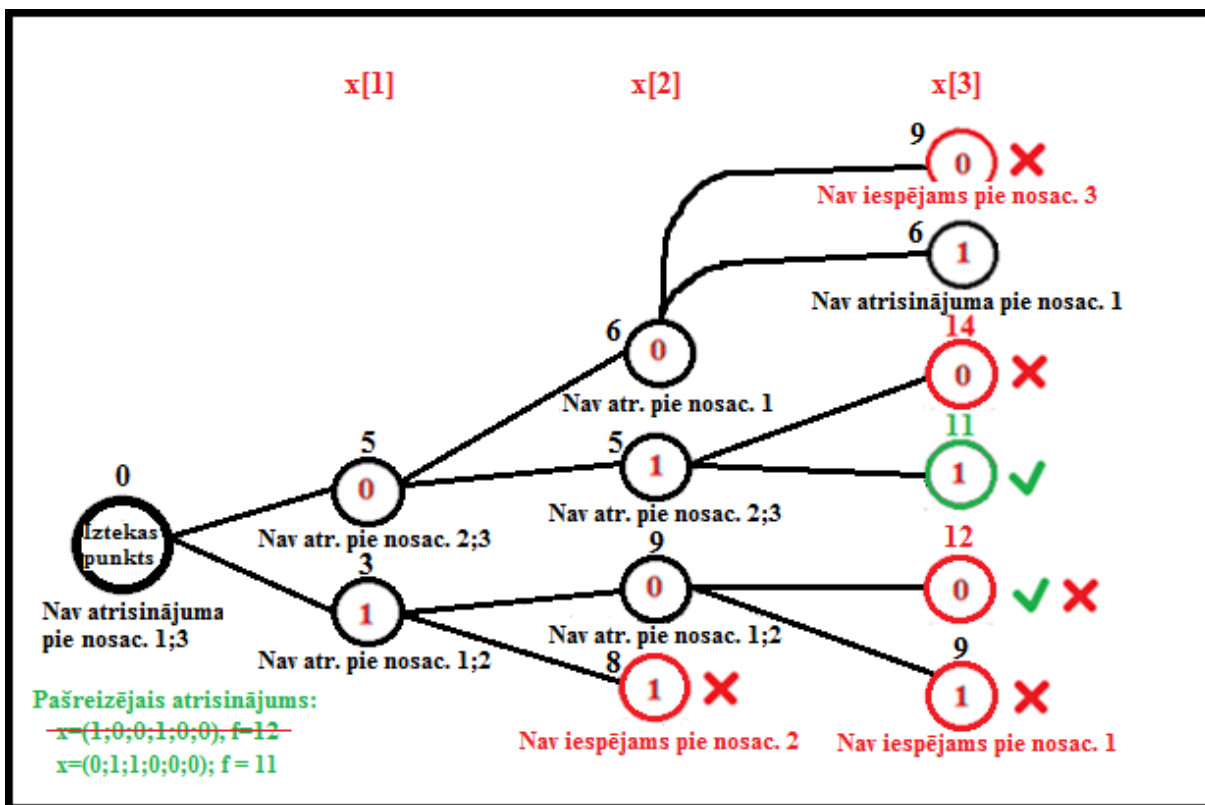 x[1] x[2] x[3]
9
0
Nav iespējams pie nosac. 3
6
1
Nav atrisinājuma pie nosac. 1
6
0
Nav atr. pie nosac. 1
14
0
5
0
Nav atr. pie nosac. 2;3
5
1
Nav atr. pie nosac. 2;3
11
1
0
Iztekas
punkts
Nav atrisinājuma
pie nosac. 1;3
3
1
Nav atr. pie nosac. 1;2
9
0
Nav atr. pie nosac. 1;2
12
0
8
1
Nav iespējams pie nosac. 2
9
1
Nav iespējams pie nosac. 1
Pašreizējais atrisinājums:
x=(1;0;0;1;0;0), f=12
x=(0;1;1;0;0;0); f = 11